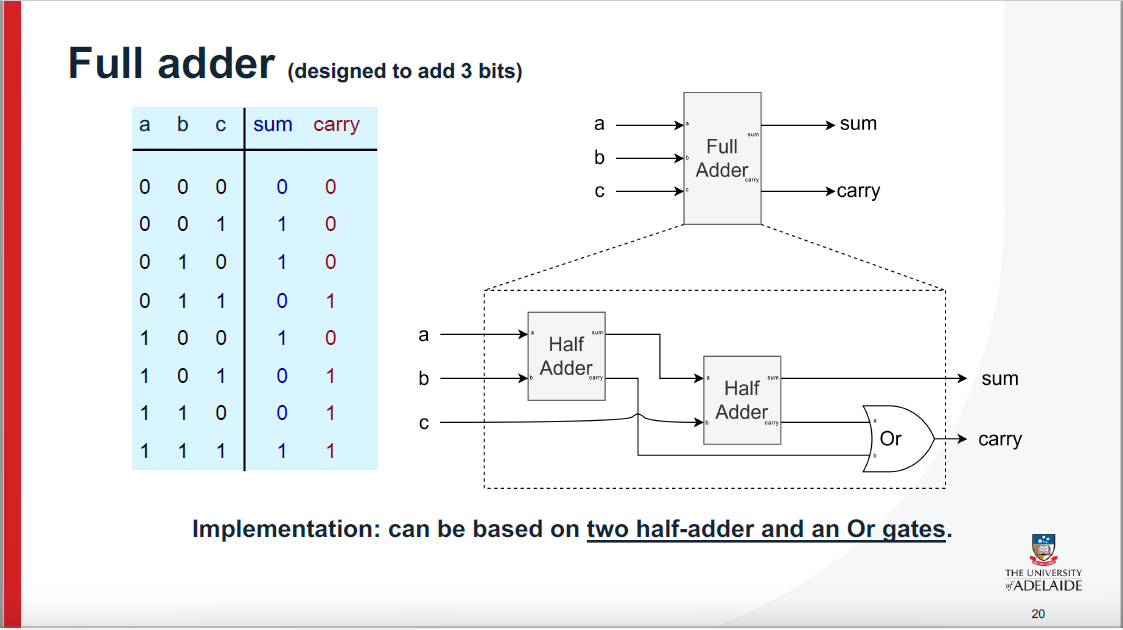 Full adder (designed to add 3 bits)
a b c sum carry
0 0 0 0 0
0 0 1 1 0
0 1 0 1 0
0 1 1 0 1
1 0 0 1 0
1 0 1 0 1
1 1 0 0 1
1 1 1 1 1
a
b
c
a
b
c
Full
Adder
sum
carry
sum
carry
a
b
c
a
b
Half
Adder
sum
carry
a
b
Half
Adder
sum
carry
a
b
Or
sum
carry
Implementation: can be based on two half-adder and an Or gates.
THE UNIVERSITY
of ADELAIDE
20